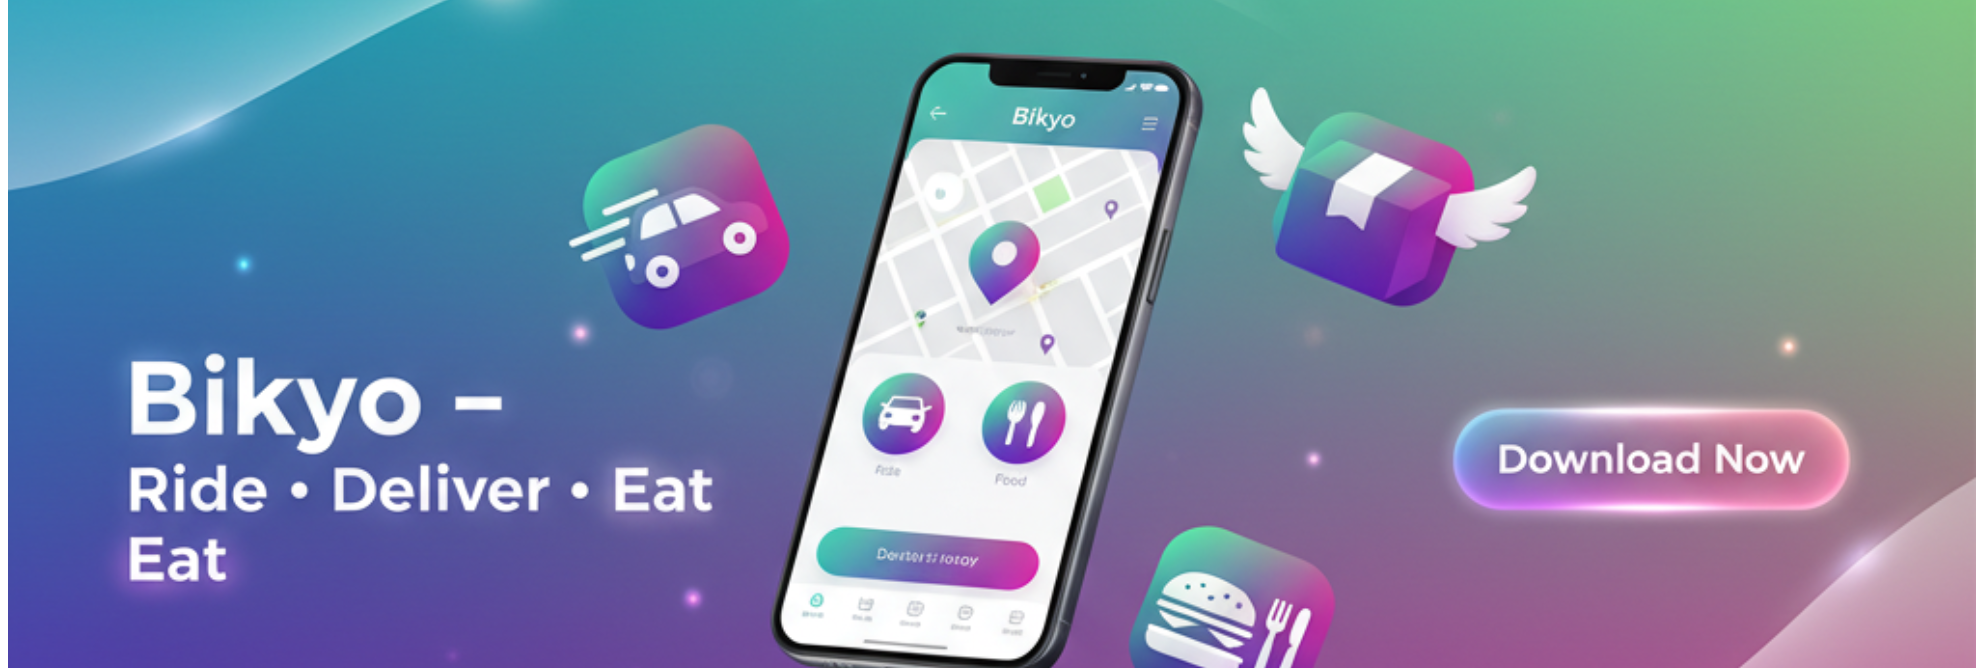 Bikyo –
Ride • Deliver • Eat
Eat
Bikyo
Ride
Food
Download Now